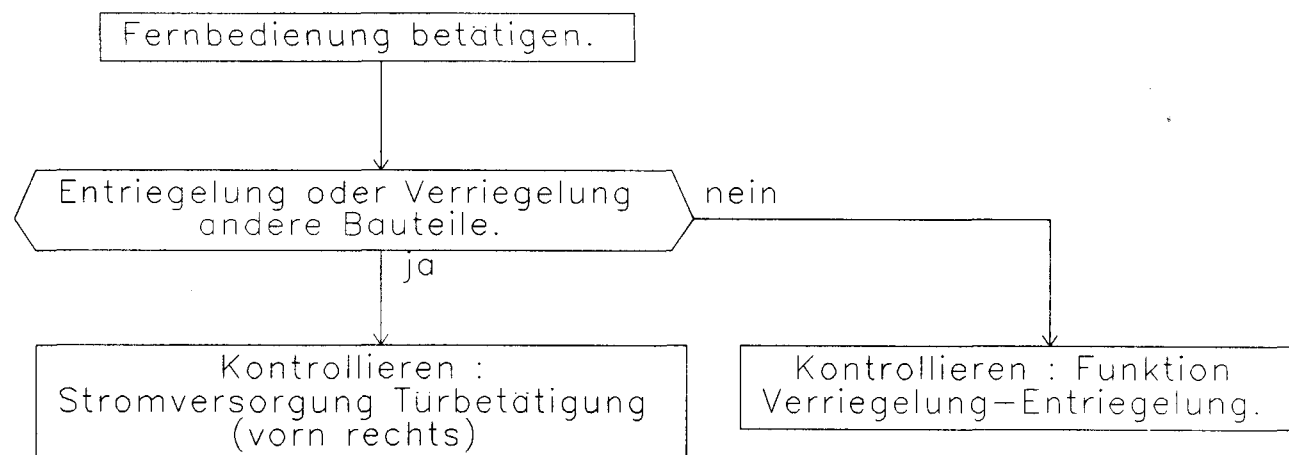 Fernbedienung betätigen.
Entriegelung oder Verriegelung
andere Bauteile.
nein
ja
Kontrollieren :
Stromversorgung Türbetätigung
(vorn rechts)
Kontrollieren : Funktion
Verriegelung-Entriegelung.